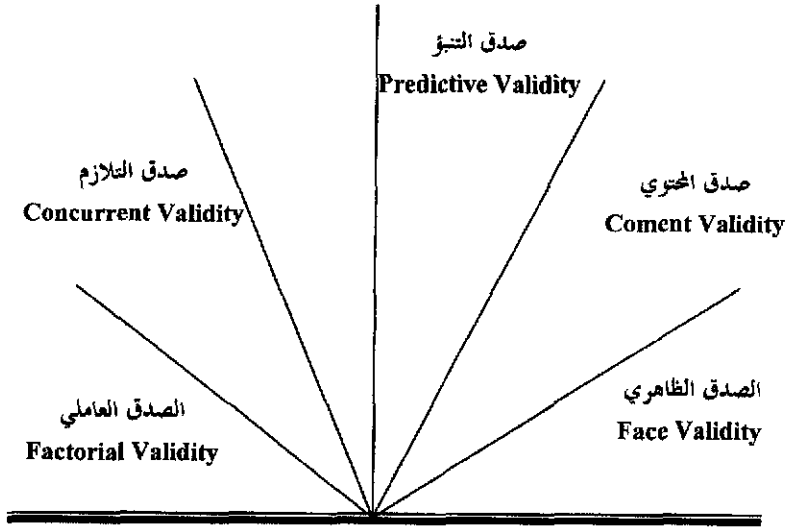 صدق التنبؤ
Predictive Validity
صدق التلازم
Concurrent Validity
صدق المحتوي
Coment Validity
الصدق العاملي
Factorial Validity
الصدق الظاهري
Face Validity